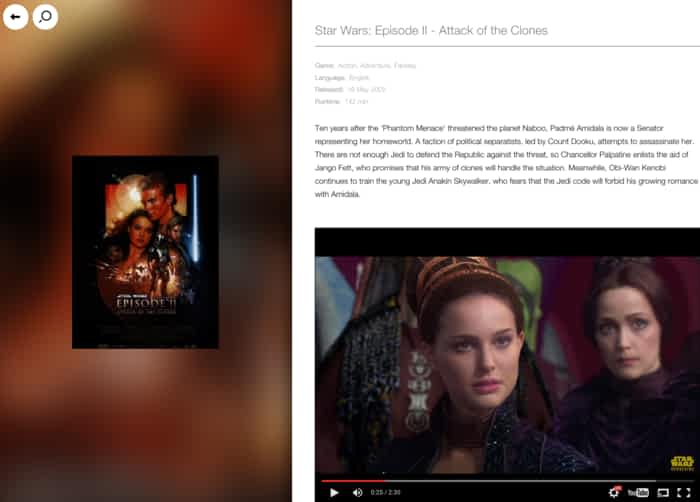 Star Wars: Episode II - Attack of the Clones
Genre: Action, Adventure, Fantasy
Language: English
Released: 16 May 2002
Runtime: 142 min
Ten years after the 'Phantom Menace' threatened the planet Naboo, Padmé Amidala is now a Senator
representing her homeworld. A faction of political separatists, led by Count Dooku, attempts to assassinate her.
There are not enough Jedi to defend the Republic against the threat, so Chancellor Palpatine enlists the aid of
Jango Fett, who promises that his army of clones will handle the situation. Meanwhile, Obi-Wan Kenobi
continues to train the young Jedi Anakin Skywalker, who fears that the Jedi code will forbid his growing romance
with Amidala.
STAR WARS
EPISODE II
ATTACK OF THE CLONES
STAR
WARS
0:25 / 2:30
YouTube